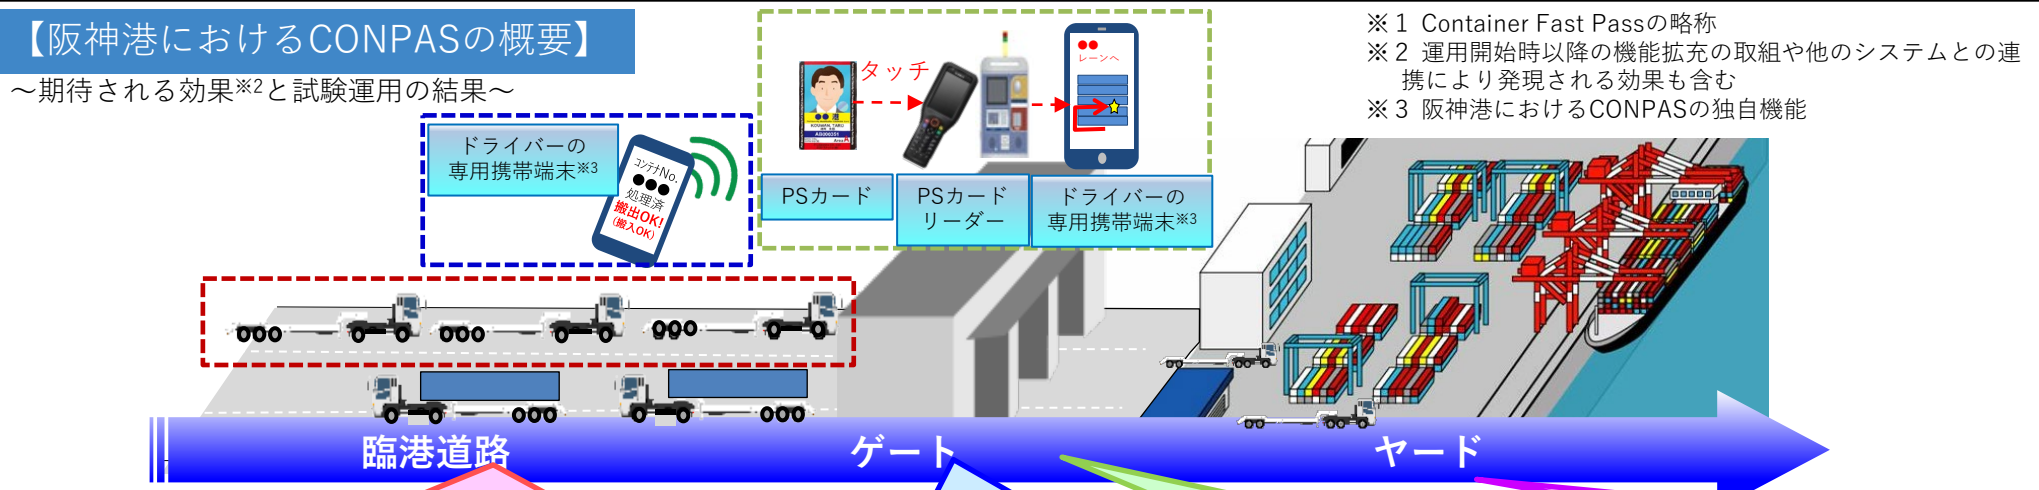 【阪神港におけるCONPASの概要】
～期待される効果※2と試験運用の結果～
※１ Container Fast Passの略称
※２ 運用開始時以降の機能拡充の取組や他のシステムとの連
携により発現される効果も含む
※３ 阪神港におけるCONPASの独自機能
ドライバーの
専用携帯端末※3
コンテナNo.
●●●
処理済
搬出OK!
(搬入OK)
タッチ
●●
レーンへ
●● 道
PSカード
PSカード
リーダー
ドライバーの
専用携帯端末※3
臨港道路
ゲート
ヤード